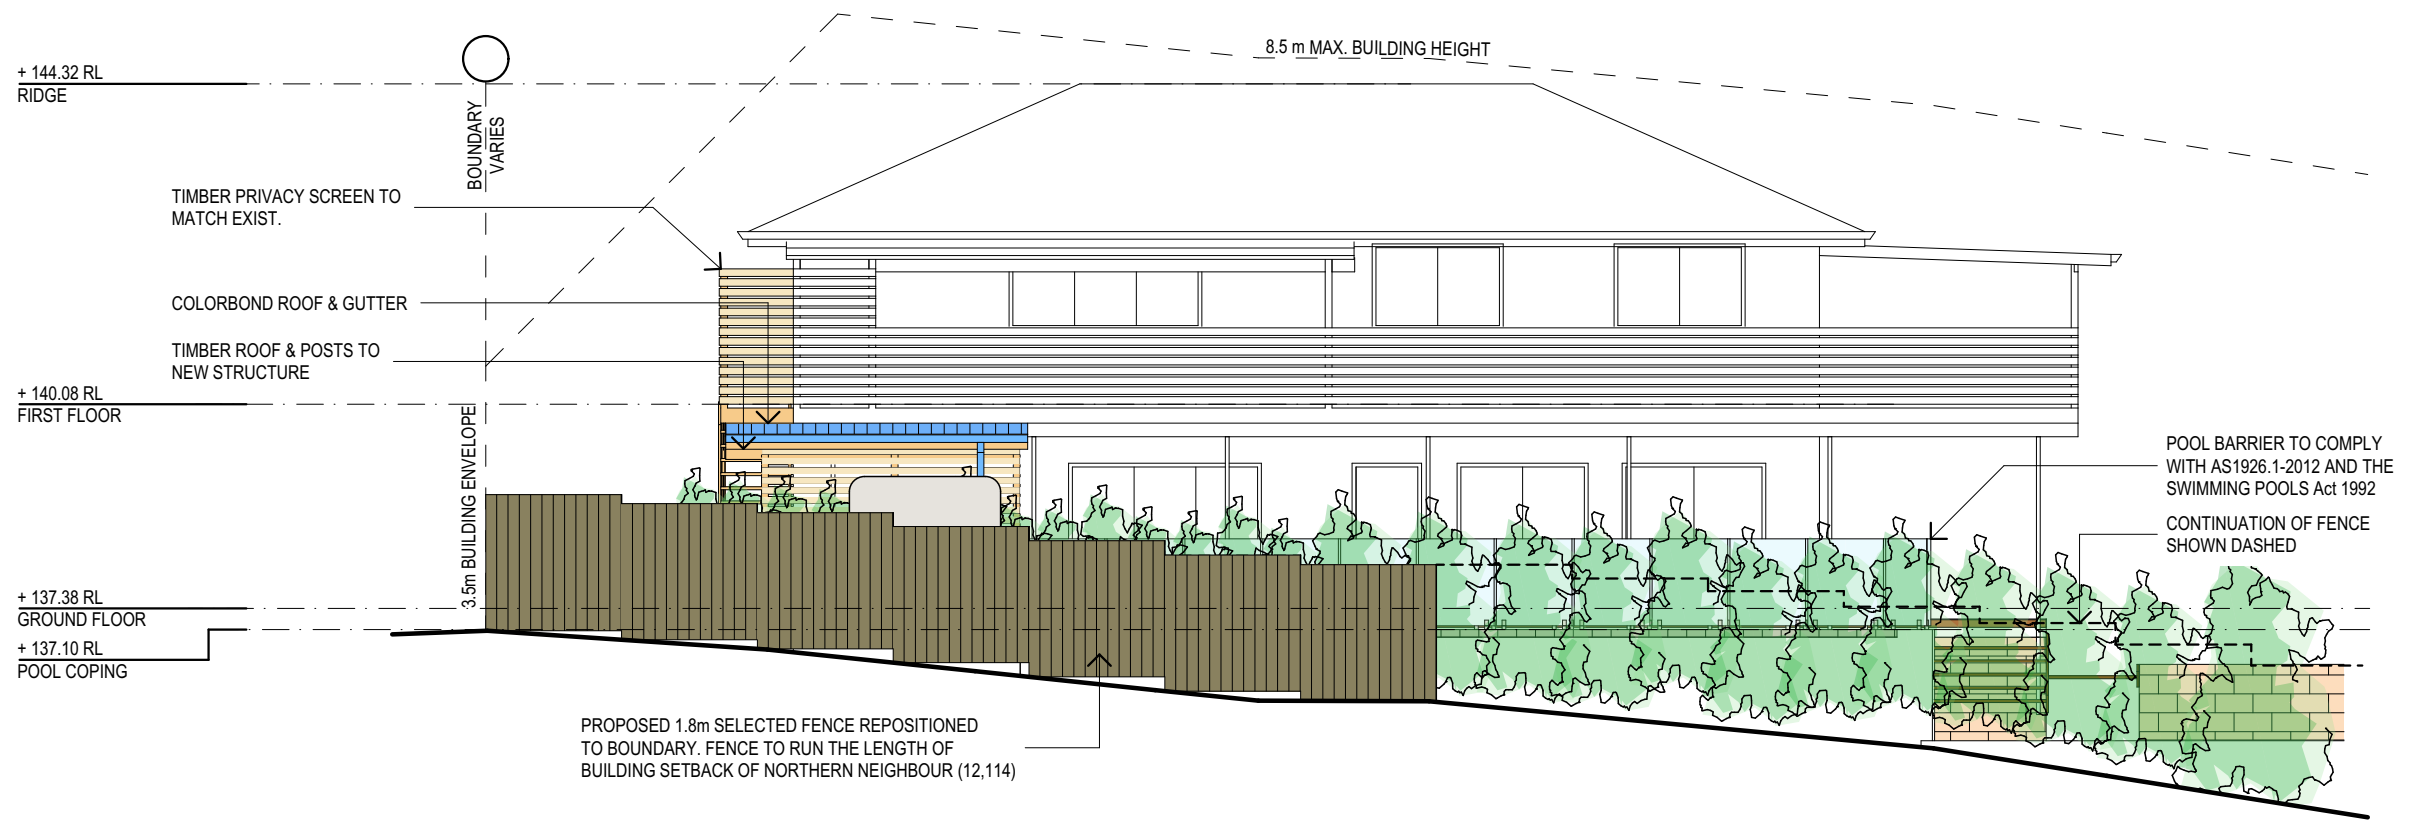 8.5 m MAX. BUILDING HEIGHT
+ 144.32 RL
RIDGE
BOUNDARY
VARIES
TIMBER PRIVACY SCREEN TO
MATCH EXIST.
COLORBOND ROOF & GUTTER
TIMBER ROOF & POSTS TO
NEW STRUCTURE
+ 140.08 RL
FIRST FLOOR
3.5m BUILDING ENVELOPE
POOL BARRIER TO COMPLY
WITH AS1926.1-2012 AND THE
SWIMMING POOLS Act 1992
CONTINUATION OF FENCE
SHOWN DASHED
+ 137.38 RL
GROUND FLOOR
+ 137.10 RL
POOL COPING
PROPOSED 1.8m SELECTED FENCE REPOSITIONED
TO BOUNDARY. FENCE TO RUN THE LENGTH OF
BUILDING SETBACK OF NORTHERN NEIGHBOUR (12,114)